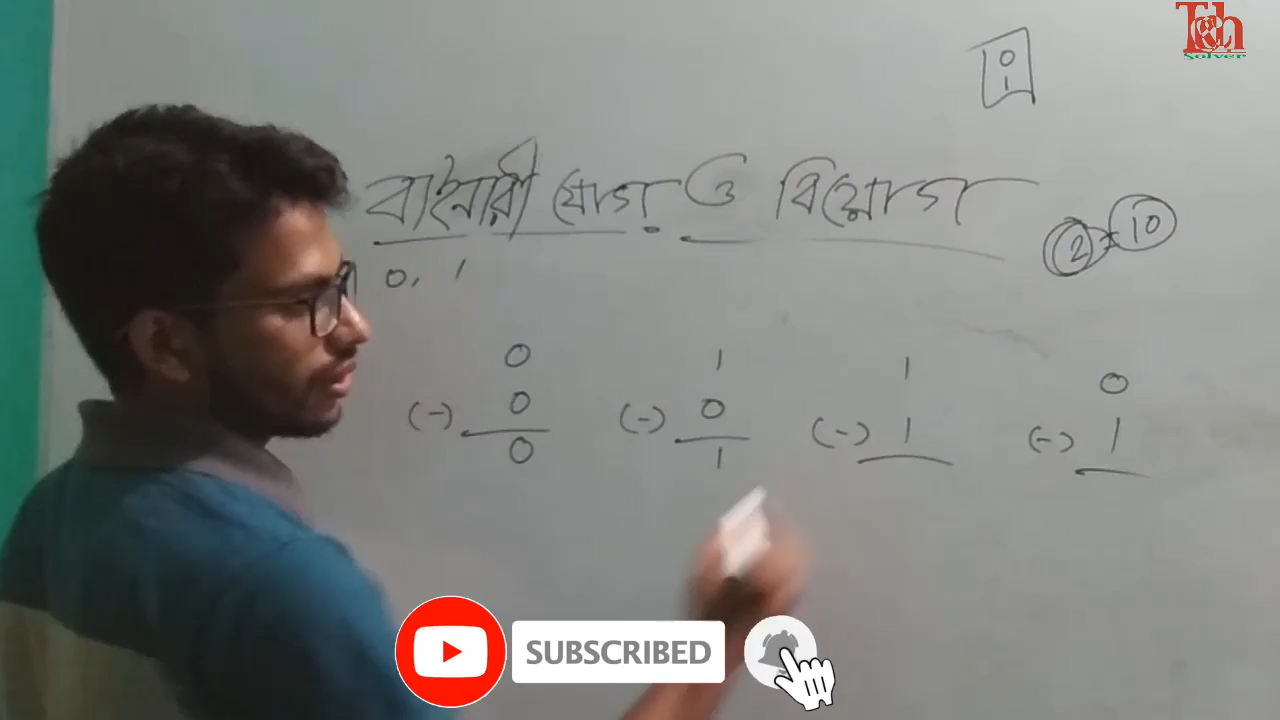 Tech
Solver
0
1
বাইনারী যোগ ও বিয়োগ
2 = 10
0, 1
0 1 1 0
(-) 0 (-) 0 (-) 1 (-) 1
0 1
SUBSCRIBED